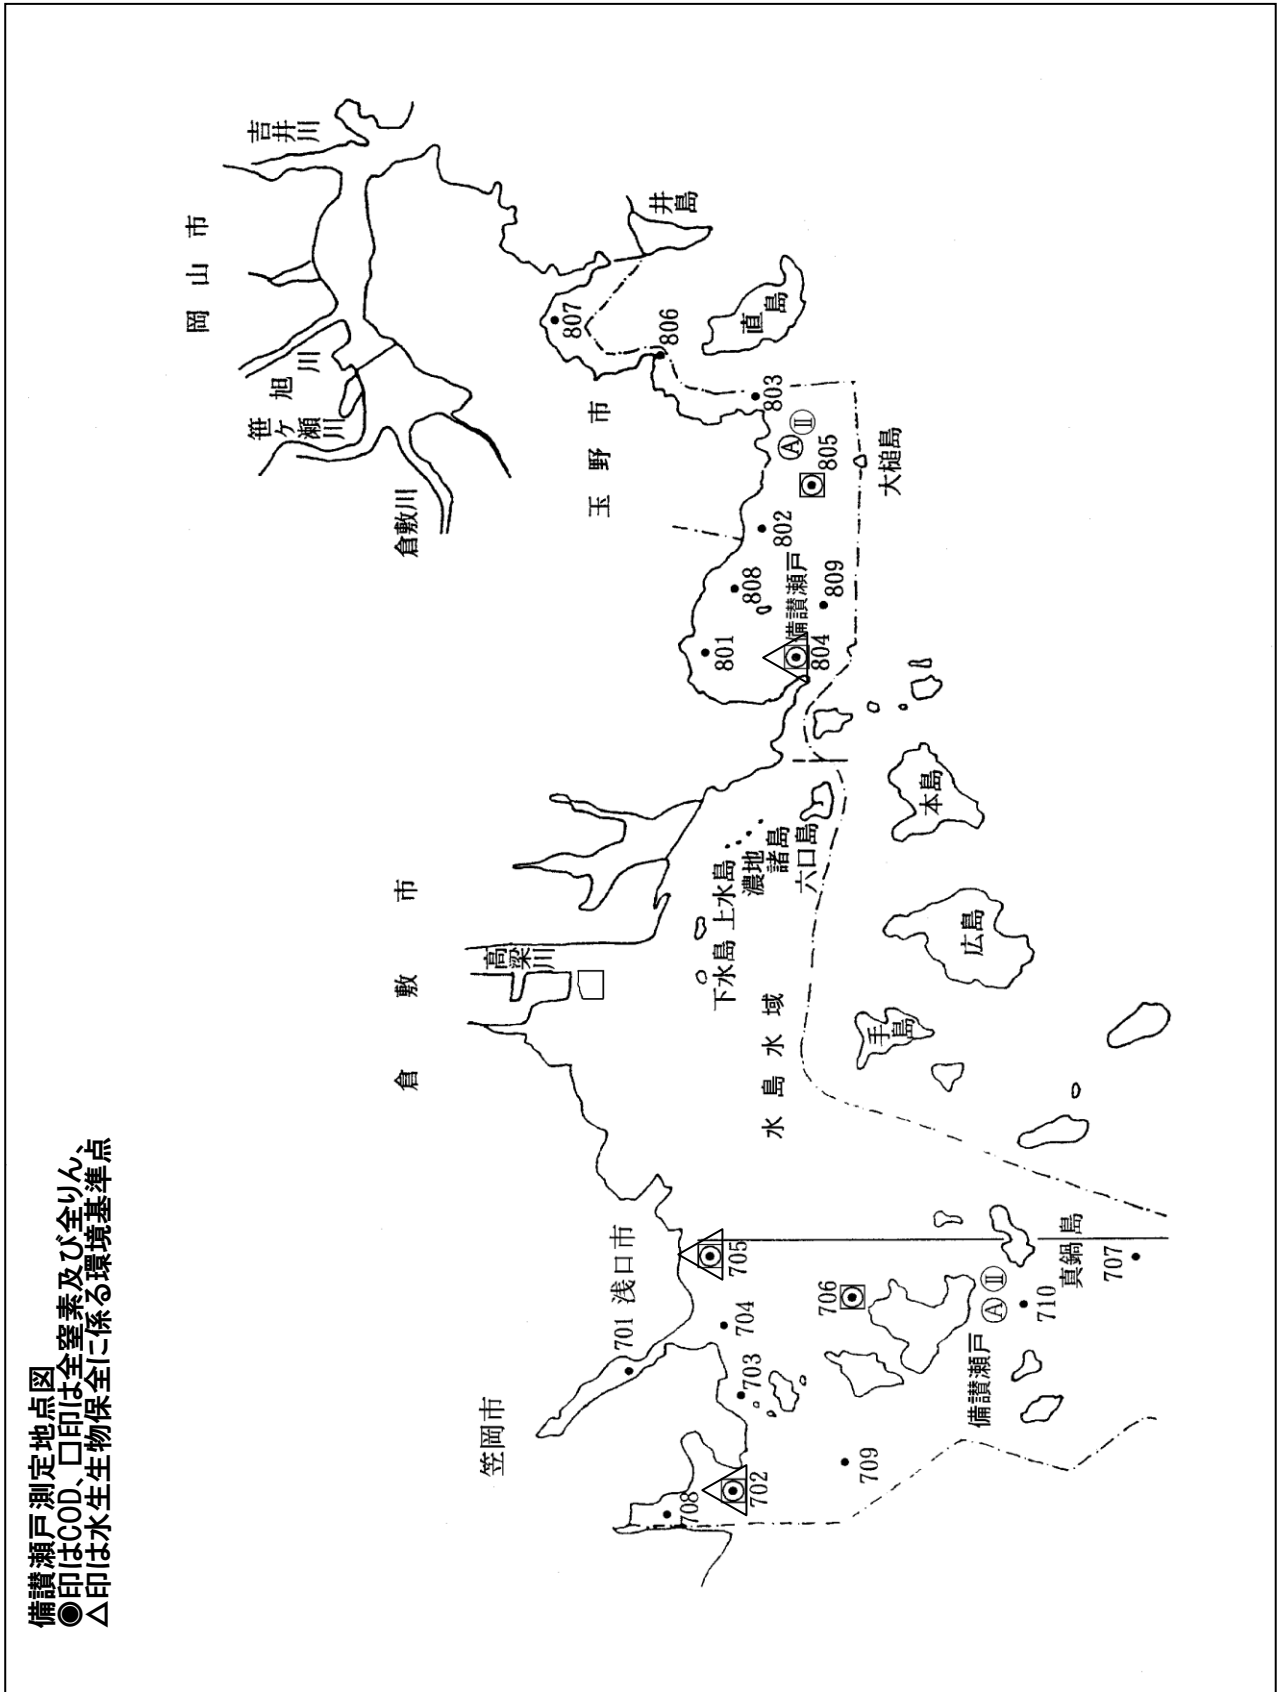 備讃瀬戸測定地点図
◉印はCOD、□印は全窒素及び全りん、
△印は水生生物保全に係る環境基準点
岡山市
吉井川
旭川
笹ヶ瀬川
倉敷川
玉野市
井島
直島
大槌島
807
806
803
Ⓐ Ⅱ
805
802
808
809
備讃瀬戸
801
804
倉敷市
高梁川
上水島
下水島
濃地諸島
六口島
本島
広島
手島
水島水域
浅口市
笠岡市
701
705
704
703
706
708
702
709
真鍋島
707
710
Ⓐ Ⅱ
備讃瀬戸